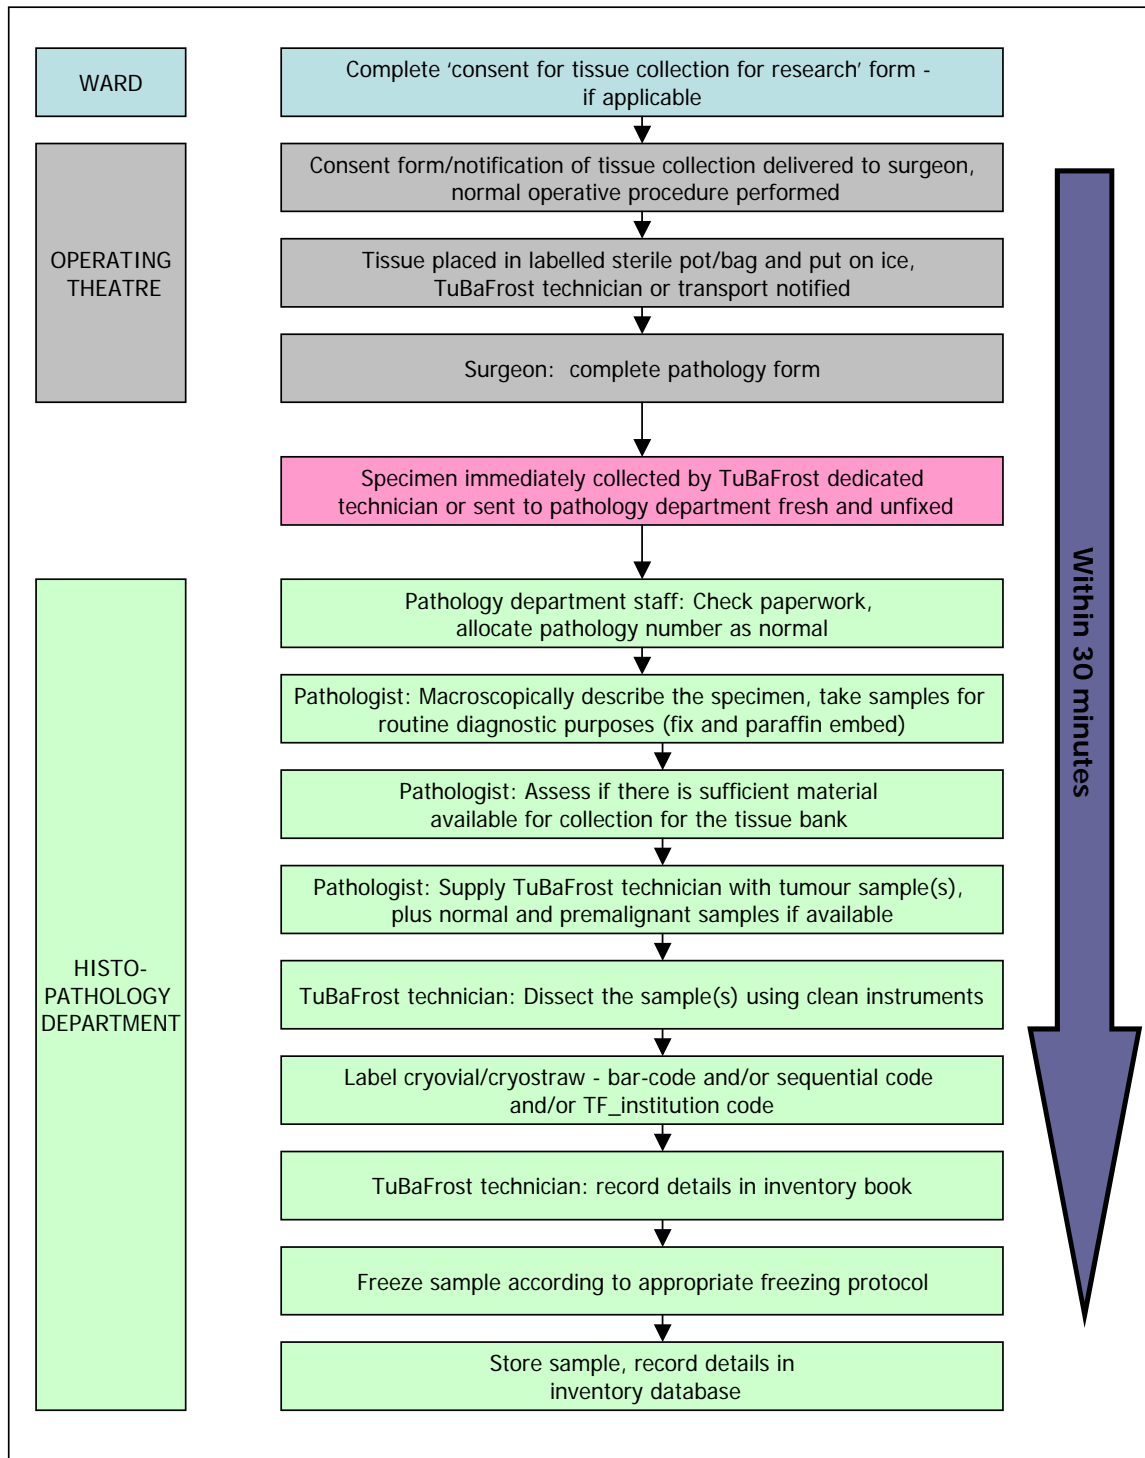 WARD
Complete ‘consent for tissue collection for research’ form -
if applicable
OPERATING
THEATRE
Consent form/notification of tissue collection delivered to surgeon,
normal operative procedure performed
Tissue placed in labelled sterile pot/bag and put on ice,
TuBaFrost technician or transport notified
Surgeon: complete pathology form
Specimen immediately collected by TuBaFrost dedicated
technician or sent to pathology department fresh and unfixed
HISTO-
PATHOLOGY
DEPARTMENT
Pathology department staff: Check paperwork,
allocate pathology number as normal
Pathologist: Macroscopically describe the specimen, take samples for
routine diagnostic purposes (fix and paraffin embed)
Pathologist: Assess if there is sufficient material
available for collection for the tissue bank
Pathologist: Supply TuBaFrost technician with tumour sample(s),
plus normal and premalignant samples if available
TuBaFrost technician: Dissect the sample(s) using clean instruments
Label cryovial/cryostraw - bar-code and/or sequential code
and/or TF_institution code
TuBaFrost technician: record details in inventory book
Freeze sample according to appropriate freezing protocol
Store sample, record details in
inventory database
Within 30 minutes